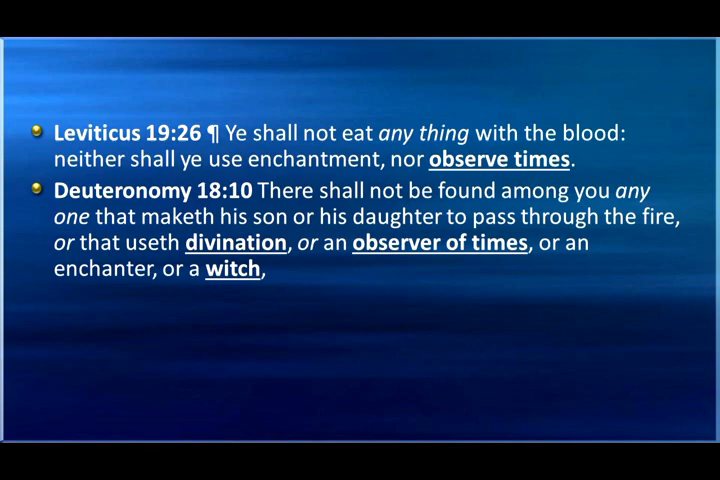 Leviticus 19:26 ¶ Ye shall not eat any thing with the blood:
neither shall ye use enchantment, nor observe times.
Deuteronomy 18:10 There shall not be found among you any
one that maketh his son or his daughter to pass through the fire,
or that useth divination, or an observer of times, or an
enchanter, or a witch,